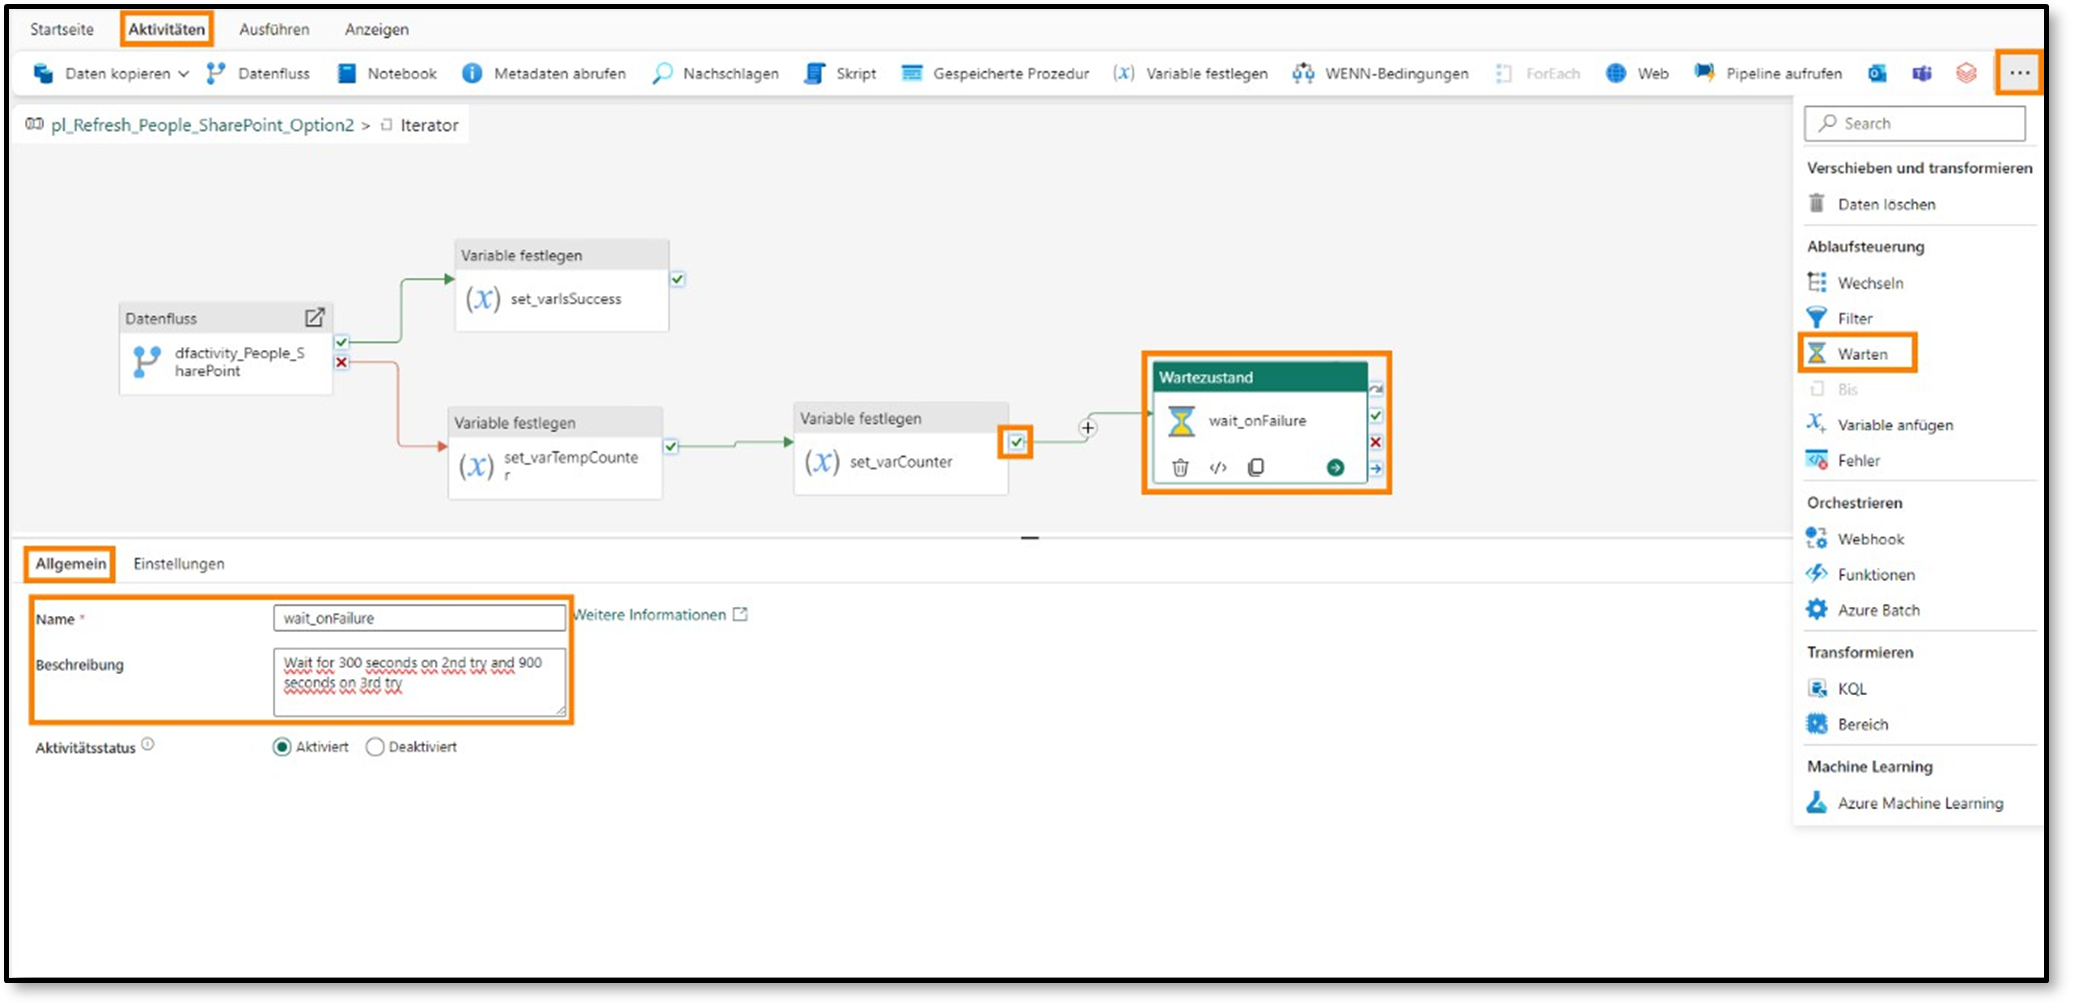 Startseite Aktivitäten Ausführen Anzeigen
Daten kopieren Datenfluss Notebook Metadaten abrufen Nachschlagen Skript Gespeicherte Prozedur (x) Variable festlegen WENN-Bedingungen ForEach Web Pipeline aufrufen ...
pl_Refresh_People_SharePoint_Option2 > Iterator
Datenfluss
dfactivity_People_S
harePoint
Variable festlegen
(x) set_varIsSuccess
Variable festlegen
(x) set_varTempCounte
r
Variable festlegen
(x) set_varCounter
Wartezustand
wait_onFailure
Search
Verschieben und transformieren
Daten löschen
Ablaufsteuerung
Wechseln
Filter
Warten
Bis
Variable anfügen
Fehler
Orchestrieren
Webhook
Funktionen
Azure Batch
Transformieren
KQL
Bereich
Machine Learning
Azure Machine Learning
Allgemein Einstellungen
Name * wait_onFailure Weitere Informationen
Beschreibung Wait for 300 seconds on 2nd try and 900
seconds on 3rd try
Aktivitätsstatus Aktiviert Deaktiviert